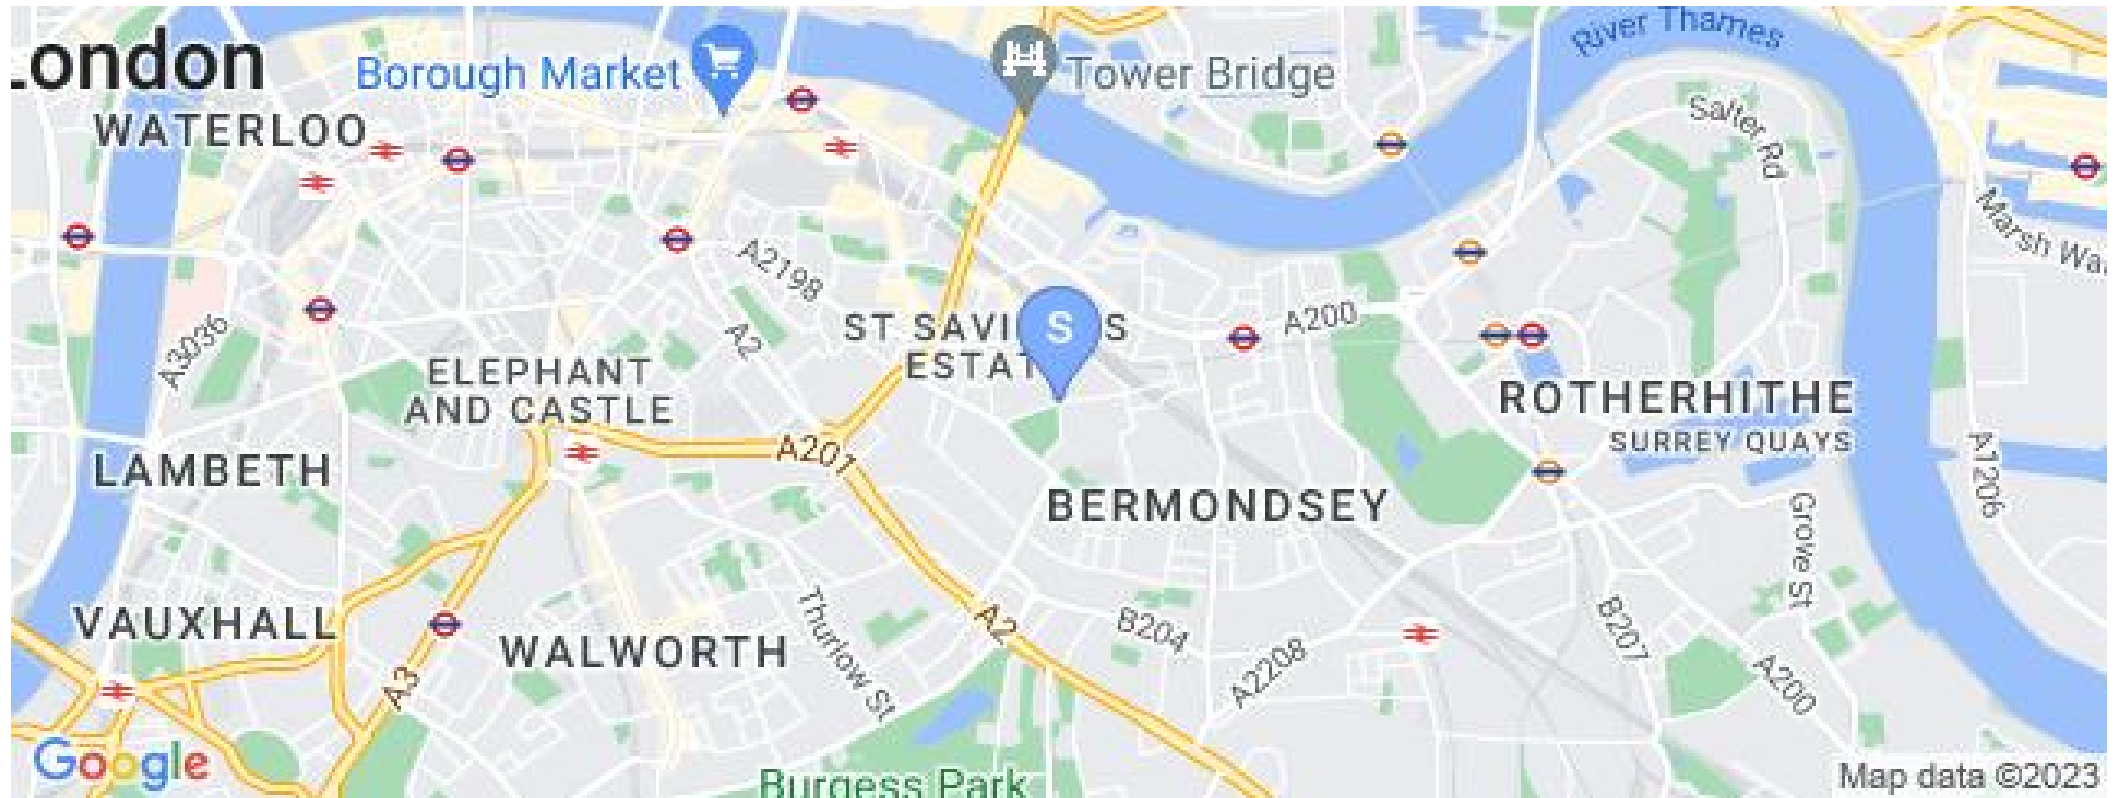 London
Borough Market
Tower Bridge
River Thames
WATERLOO
Salter Rd
Marsh Wa
A2198
A3036
A2
ST SAVI S S
ESTAT
A200
ELEPHANT
AND CASTLE
ROTHERHITHE
SURREY QUAYS
A201
LAMBETH
BERMONDSEY
A1206
Grove St
VAUXHALL
WALWORTH
Thurlow St
A2
B204
B207
A2208
A200
A3
Google
Burgess Park
Map data ©2023